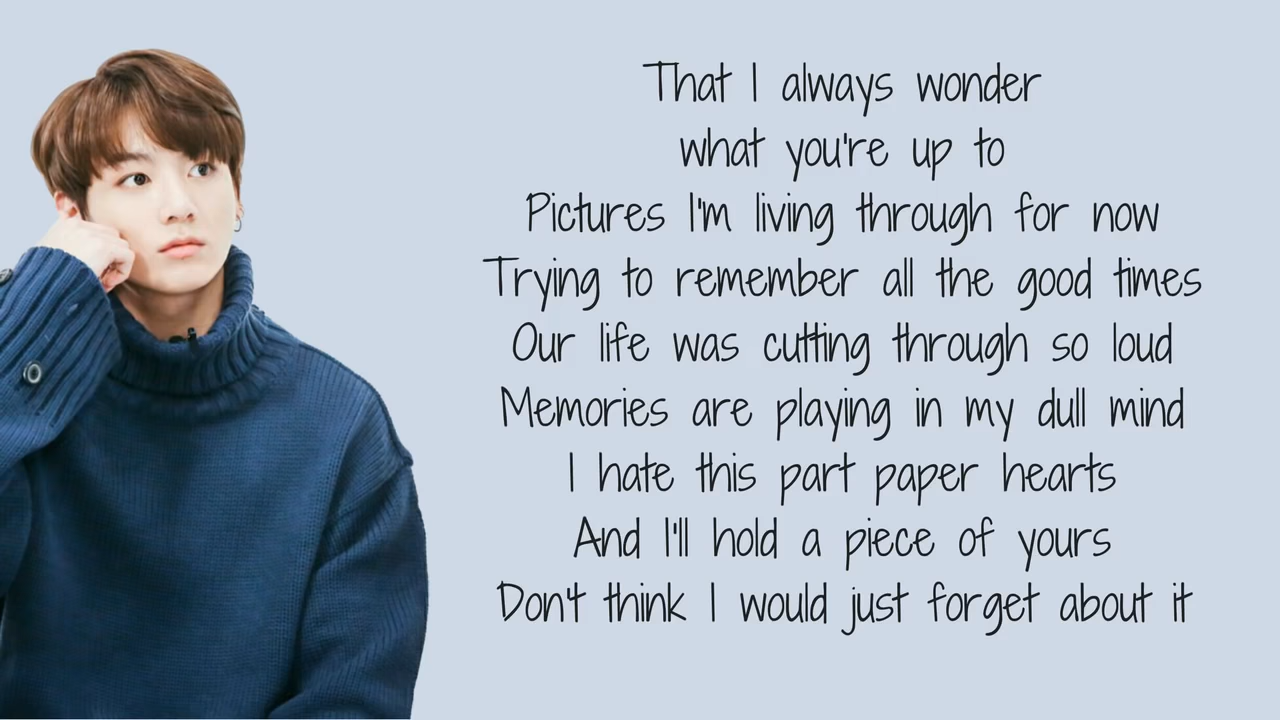 That I always wonder
what you're up to
Pictures I'm living through for now
Trying to remember all the good times
Our life was cutting through so loud
Memories are playing in my dull mind
I hate this part paper hearts
And I'll hold a piece of yours
Don't think I would just forget about it